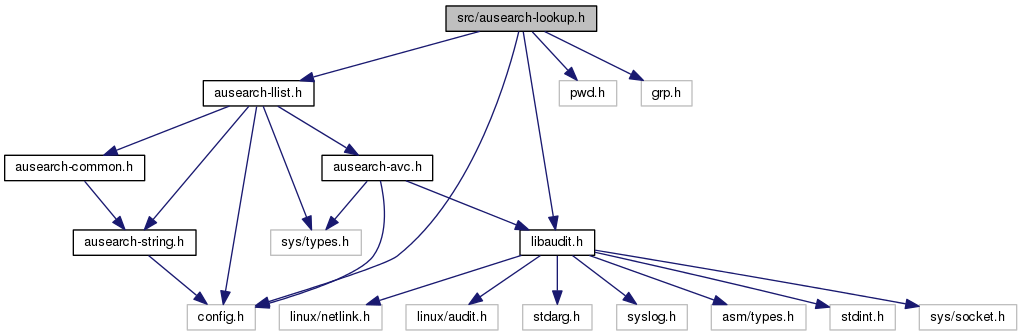 src/ausearch-lookup.h
ausearch-llist.h
pwd.h
grp.h
ausearch-common.h
ausearch-avc.h
ausearch-string.h
sys/types.h
libaudit.h
config.h
linux/netlink.h
linux/audit.h
stdarg.h
syslog.h
asm/types.h
stdint.h
sys/socket.h